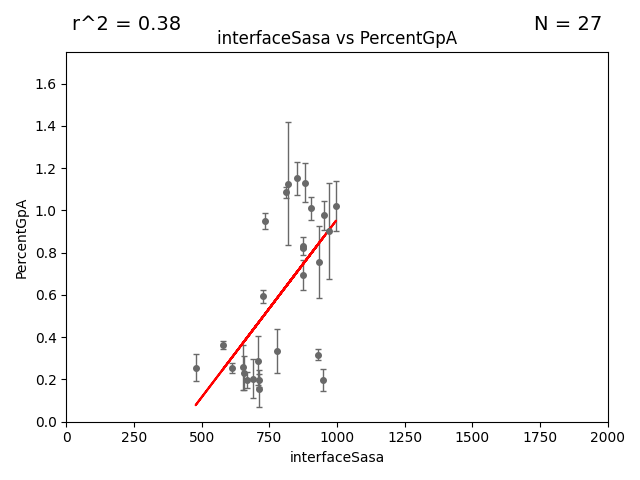 r^2 = 0.38
N = 27
interfaceSasa vs PercentGpA
1.6
1.4
1.2
1.0
0.8
0.6
0.4
0.2
0.0
PercentGpA
0 250 500 750 1000 1250 1500 1750 2000
interfaceSasa